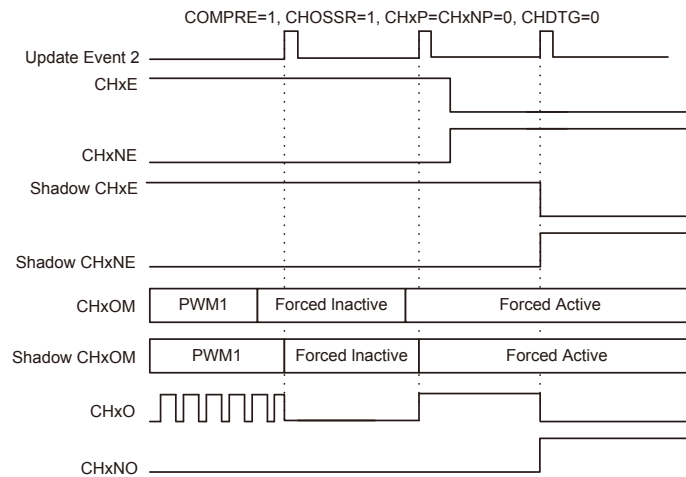 COMPRE=1, CHOSSR=1, CHxP=CHxNP=0, CHDTG=0
Update Event 2
CHxE
CHxNE
Shadow CHxE
Shadow CHxNE
CHxOM PWM1 Forced Inactive Forced Active
Shadow CHxOM PWM1 Forced Inactive Forced Active
CHxO
CHxNO